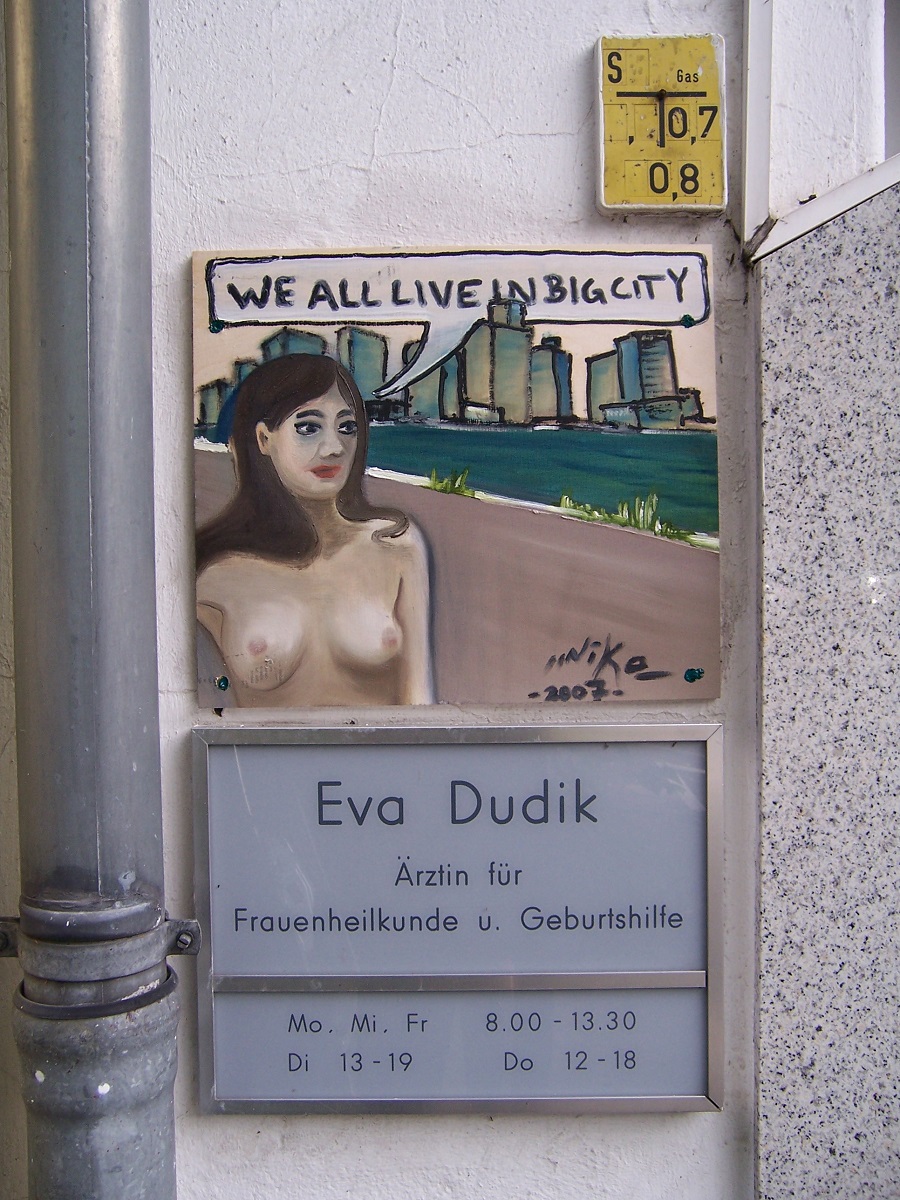 S Gas
, 0,7
0,8
WE ALL LIVE IN BIG CITY
-2007-
Eva Dudik
Ärztin für
Frauenheilkunde u. Geburtshilfe
Mo. Mi. Fr 8.00 - 13.30
Di 13 - 19 Do 12 - 18